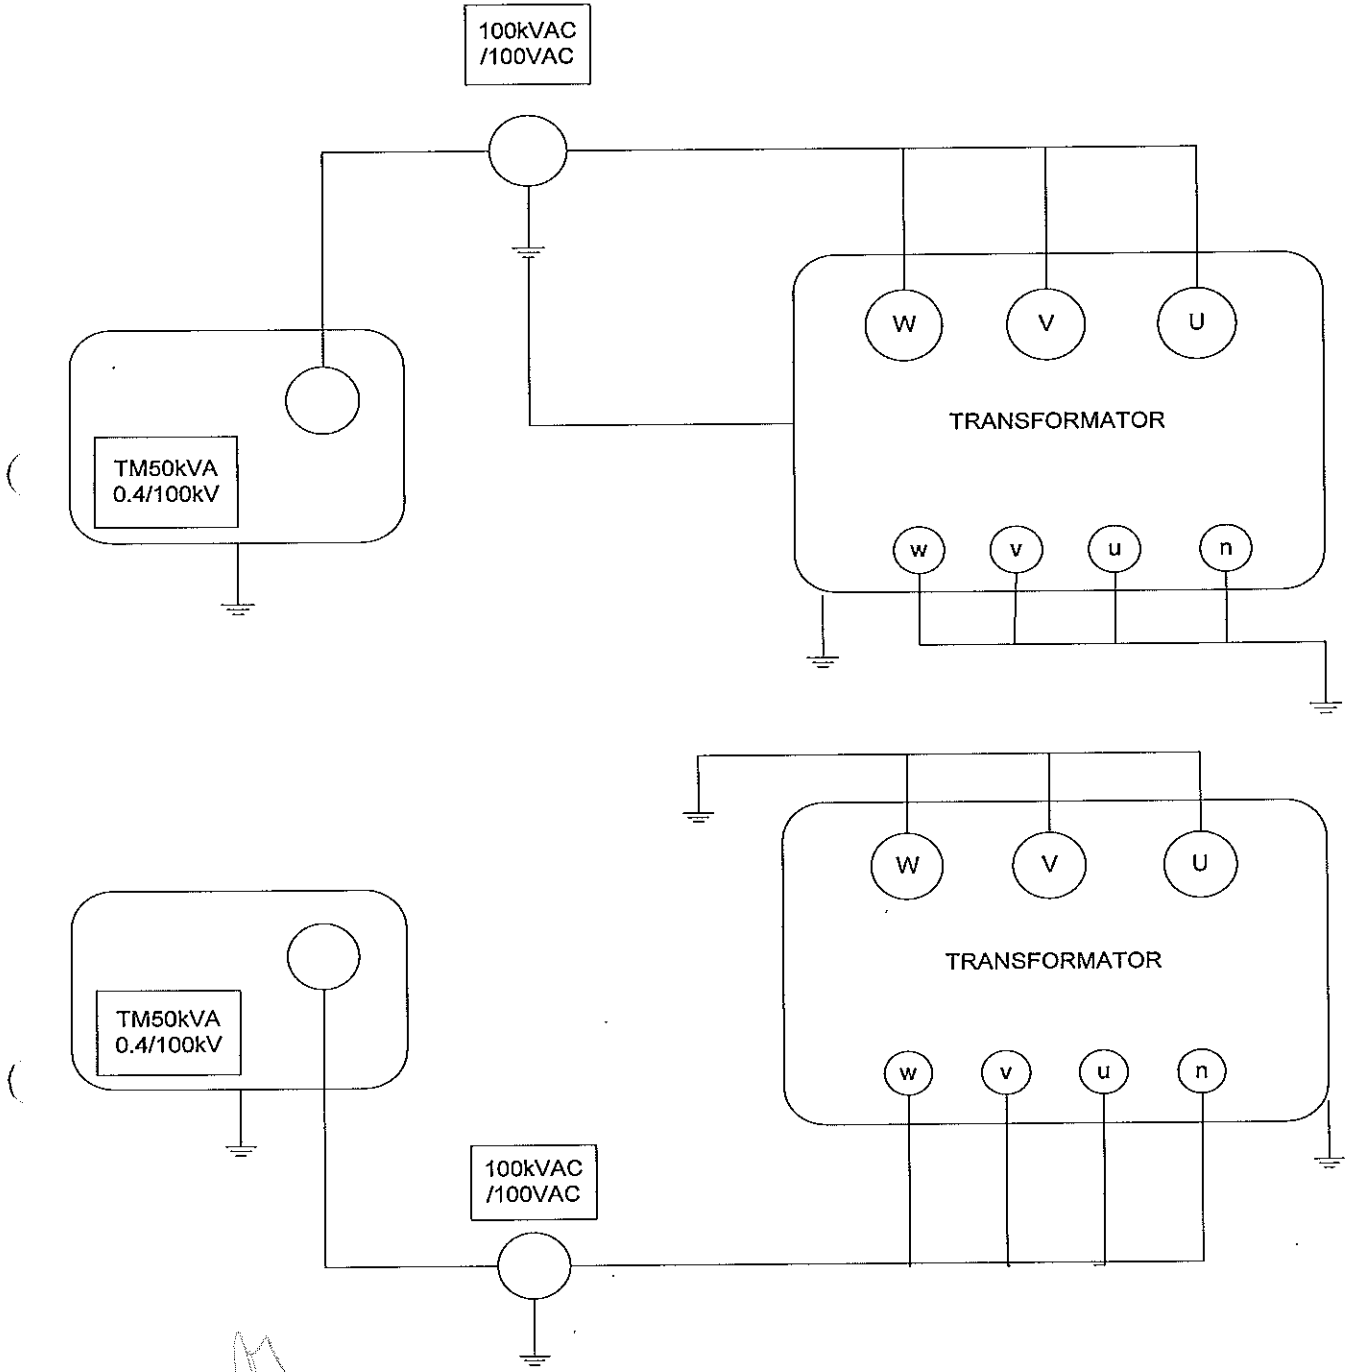 100kVAC
/100VAC
W V U
TRANSFORMATOR
TM50kVA
0.4/100kV
w v u n
W V U
TRANSFORMATOR
TM50kVA
0.4/100kV
w v u n
100kVAC
/100VAC